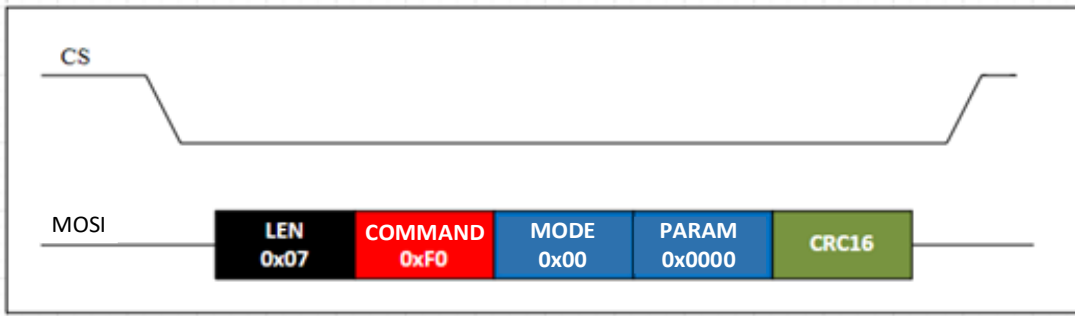 CS
MOSI
LEN
0x07
COMMAND
0xF0
MODE
0x00
PARAM
0x0000
CRC16